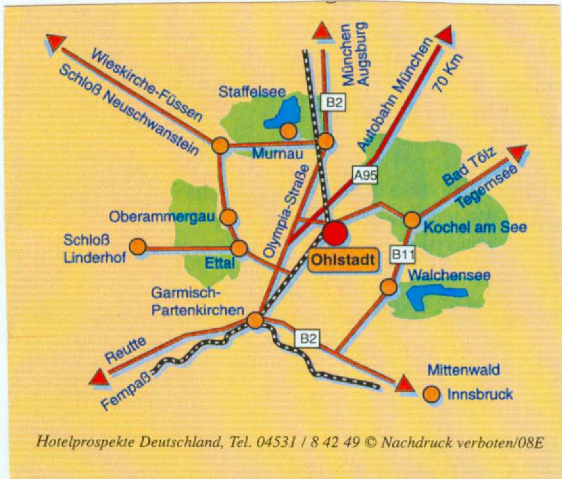 München
Augsburg
Autobahn München
70 Km
Wieskirche-Füssen
Schloß Neuschwanstein
Staffelsee
B2
Murnau
A95
Bad Tölz
Tegernsee
Olympia-Straße
Oberammergau
Kochel am See
Schloß
Linderhof
Ettal
Ohlstadt
B11
Walchensee
Garmisch-
Partenkirchen
B2
Reutte
Fernpaß
Mittenwald
Innsbruck
Hotelprospekte Deutschland, Tel. 04531 / 8 42 49 © Nachdruck verboten/08E